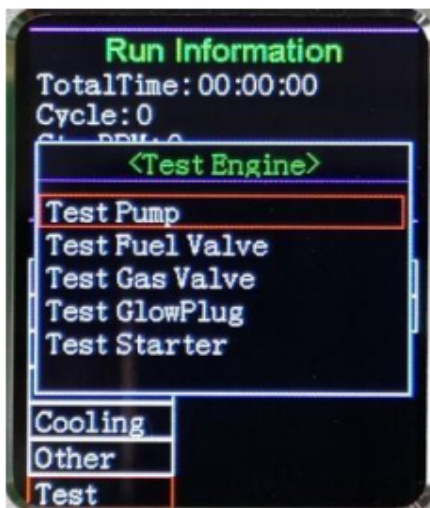 Run Information
TotalTime:00:00:00
Cycle:0
<Test Engine>
Test Pump
Test Fuel Valve
Test Gas Valve
Test GlowPlug
Test Starter
Cooling
Other
Test